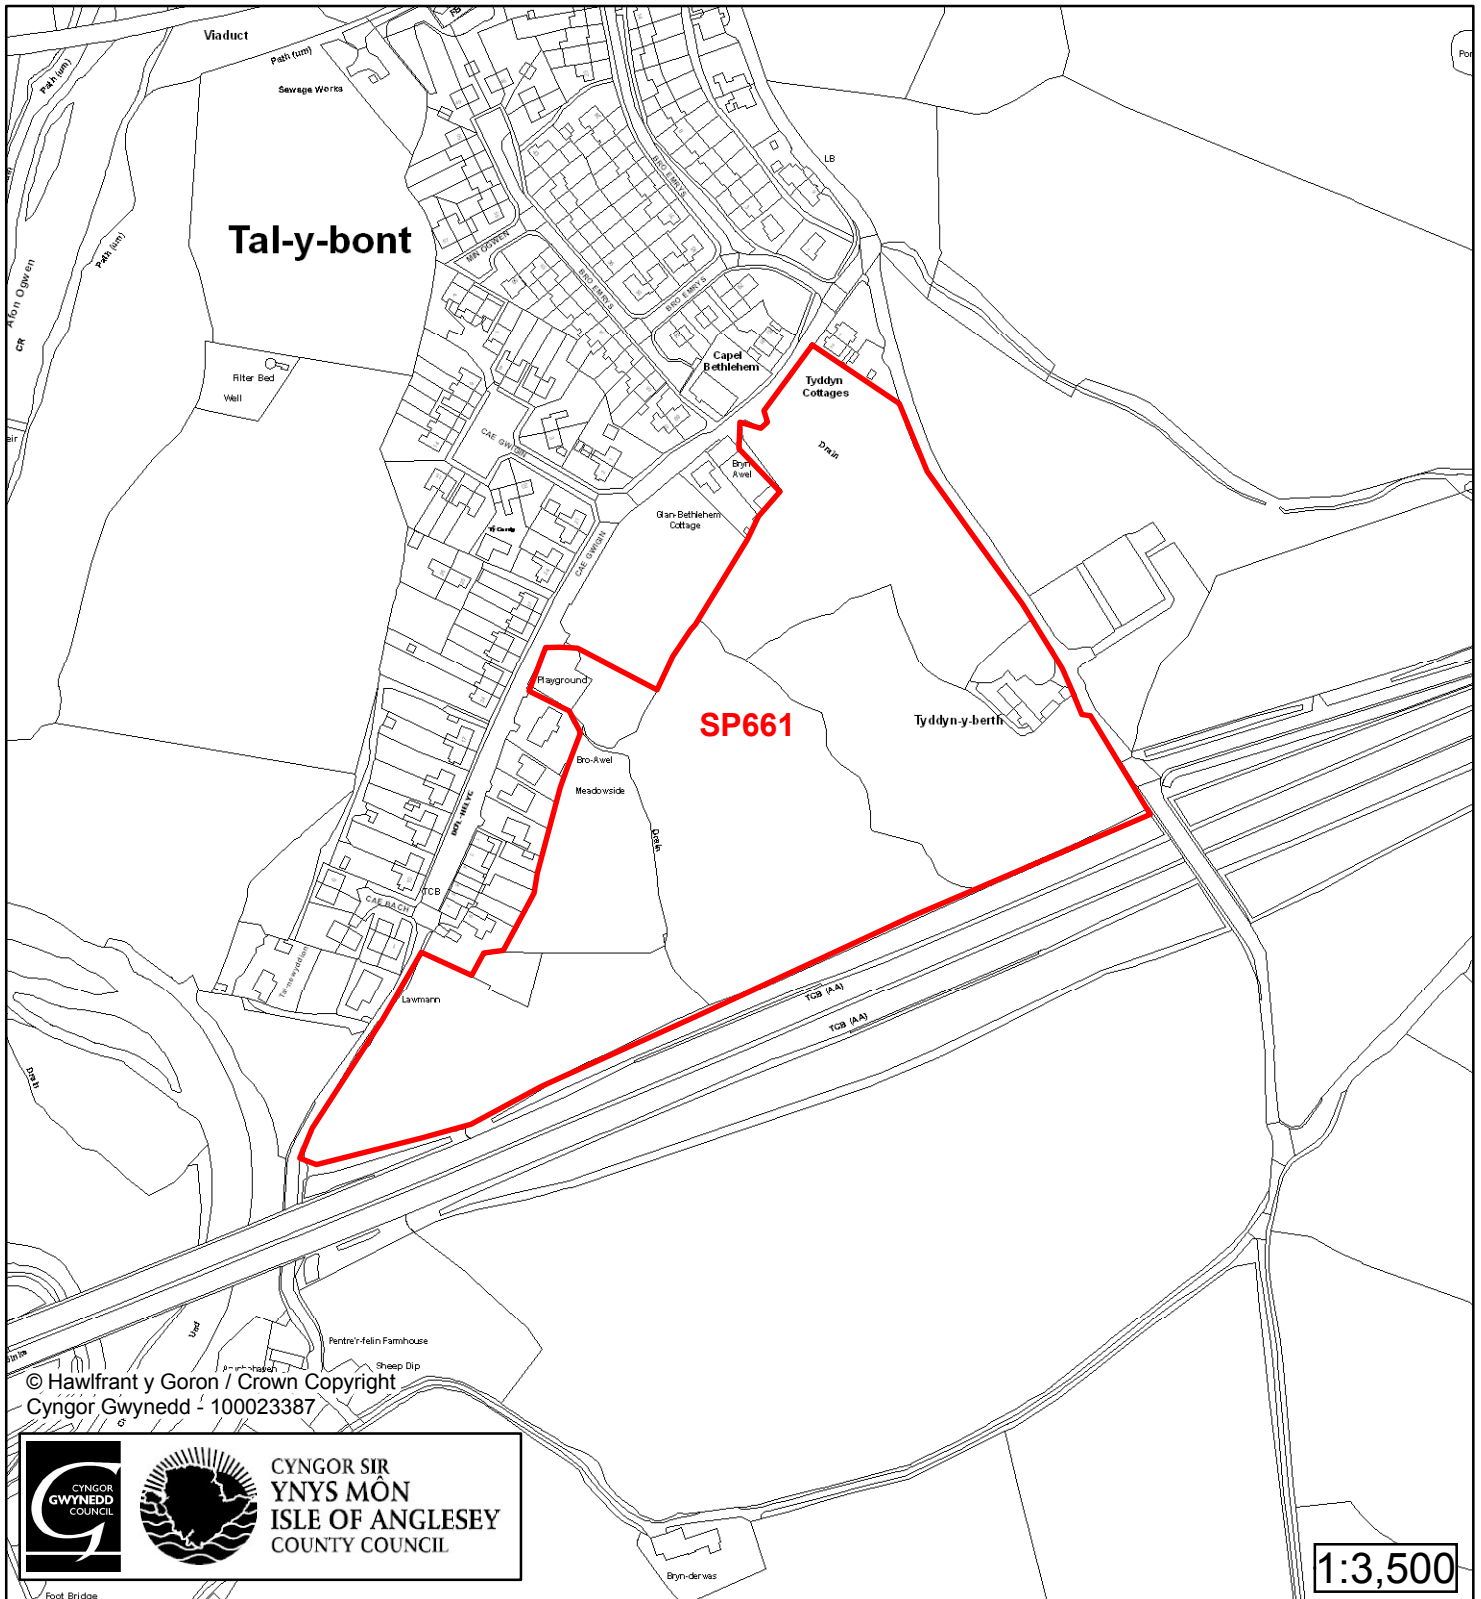 Viaduct
Path (um)
Path (um)
Sewage Works
LB
BRO EMRYS
Tal-y-bont
Path (um)
MIN OGWEN
BRO EMRYS
BRO EMRYS
Afon Ogwen
CR
Capel
Bethlehem
Filter Bed
Well
Tyddyn
Cottages
CAE GWIGIN
Drain
Bryn
Awel
Glan-Bethlehem
Cottage
CAE GWIGIN
Playground
SP661
Tyddyn-y-berth
Bro-Awel
Meadowside
DOL-HELYG
Drain
TCB
CAE BACH
Lawmann
TCB (AA)
TCB (AA)
Drain
Und
Pentre'r-felin Farmhouse
Sheep Dip
© Hawlfrant y Goron / Crown Copyright
Cyngor Gwynedd - 100023387
CYNGOR
GWYNEDD
COUNCIL
CYNGOR SIR
YNYS MÔN
ISLE OF ANGLESEY
COUNTY COUNCIL
Bryn-derwas
Foot Bridge
1:3,500